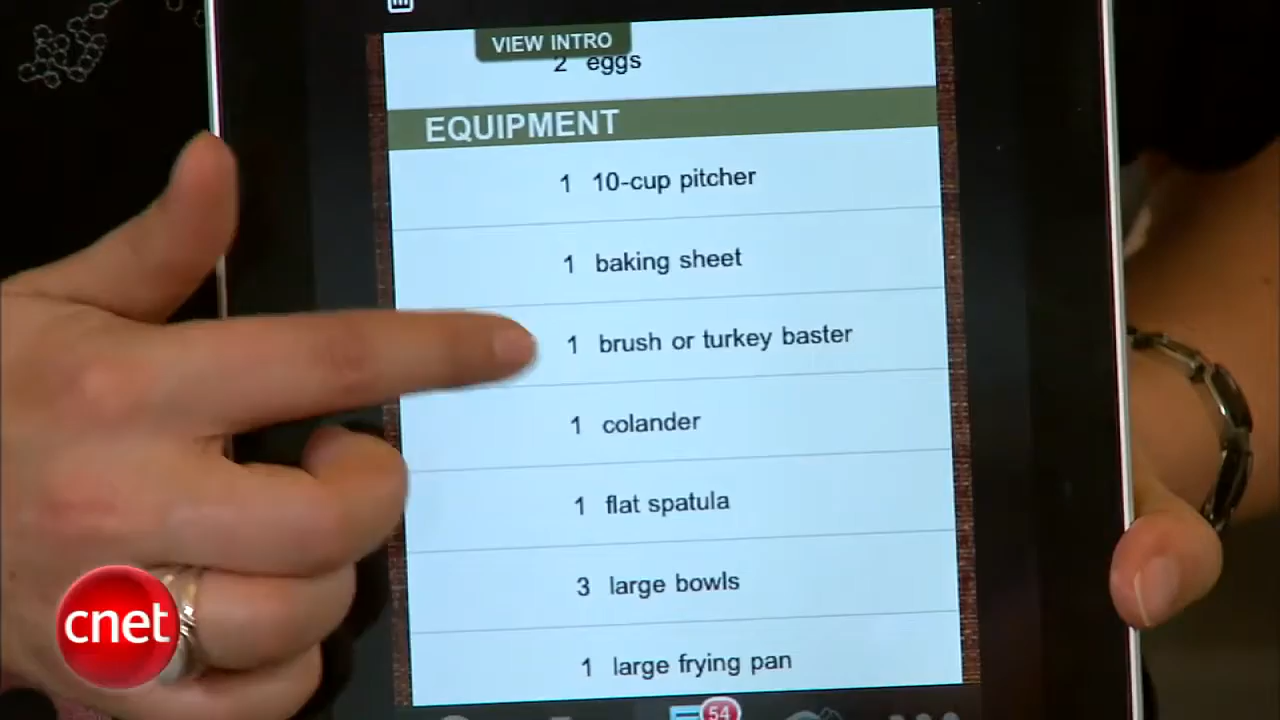 VIEW INTRO
2 eggs
EQUIPMENT
1 10-cup pitcher
1 baking sheet
1 brush or turkey baster
1 colander
1 flat spatula
3 large bowls
1 large frying pan
cnet
54